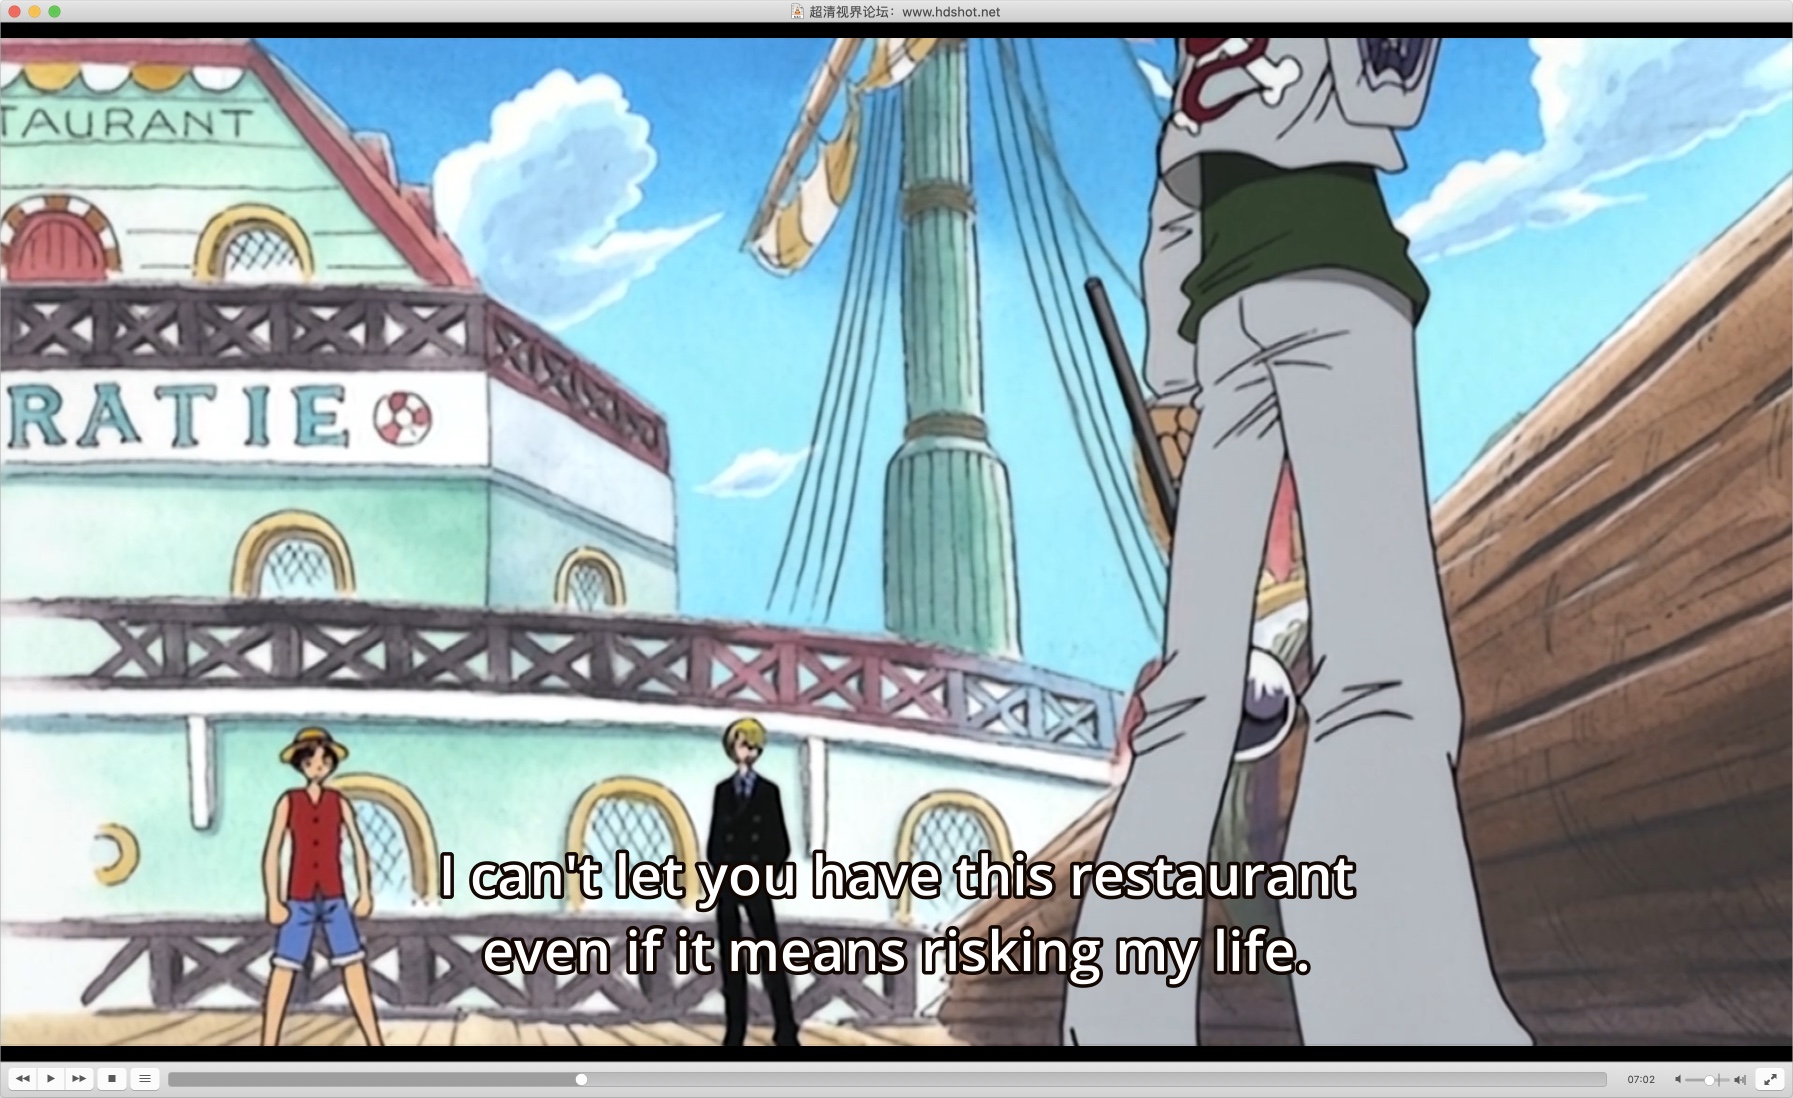 超清视界论坛：www.hdshot.net
TAURANT
RATIE
I can't let you have this restaurant
even if it means risking my life.
07:02